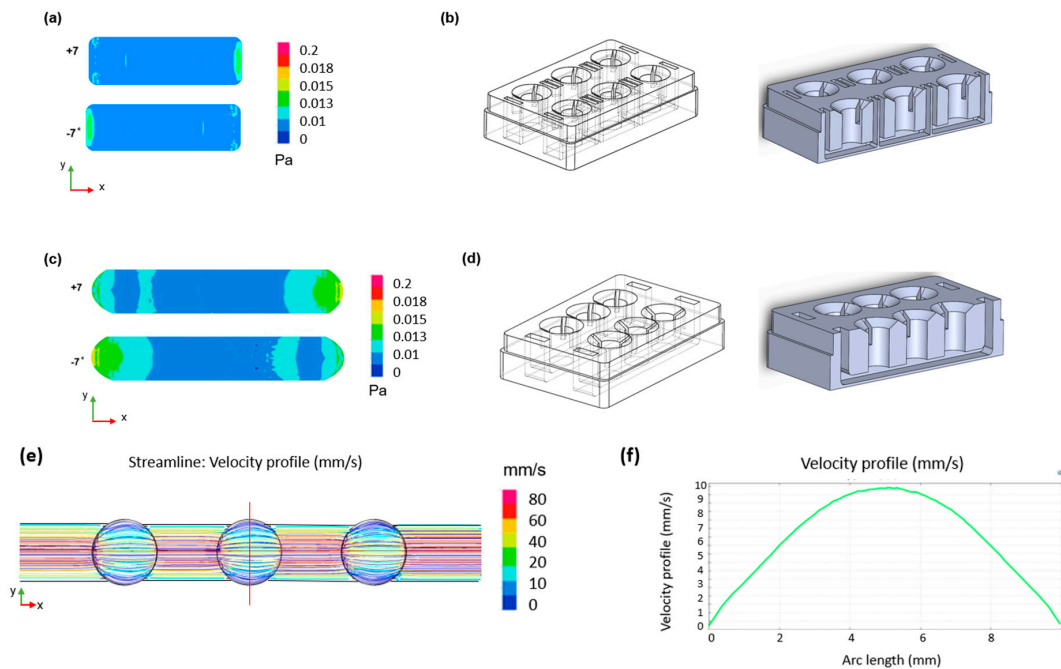 (a)
+7
-7°
0.2
0.018
0.015
0.013
0.01
0
Pa
y
x
(b)
(c)
+7
-7°
0.2
0.018
0.015
0.013
0.01
0
Pa
y
x
(d)
(e)
Streamline: Velocity profile (mm/s)
mm/s
80
60
40
20
10
0
y
x
(f)
Velocity profile (mm/s)
Velocity profile (mm/s)
10
9
8
7
6
5
5
4
3
2
1
0
0
2
4
6
8
Arc length (mm)